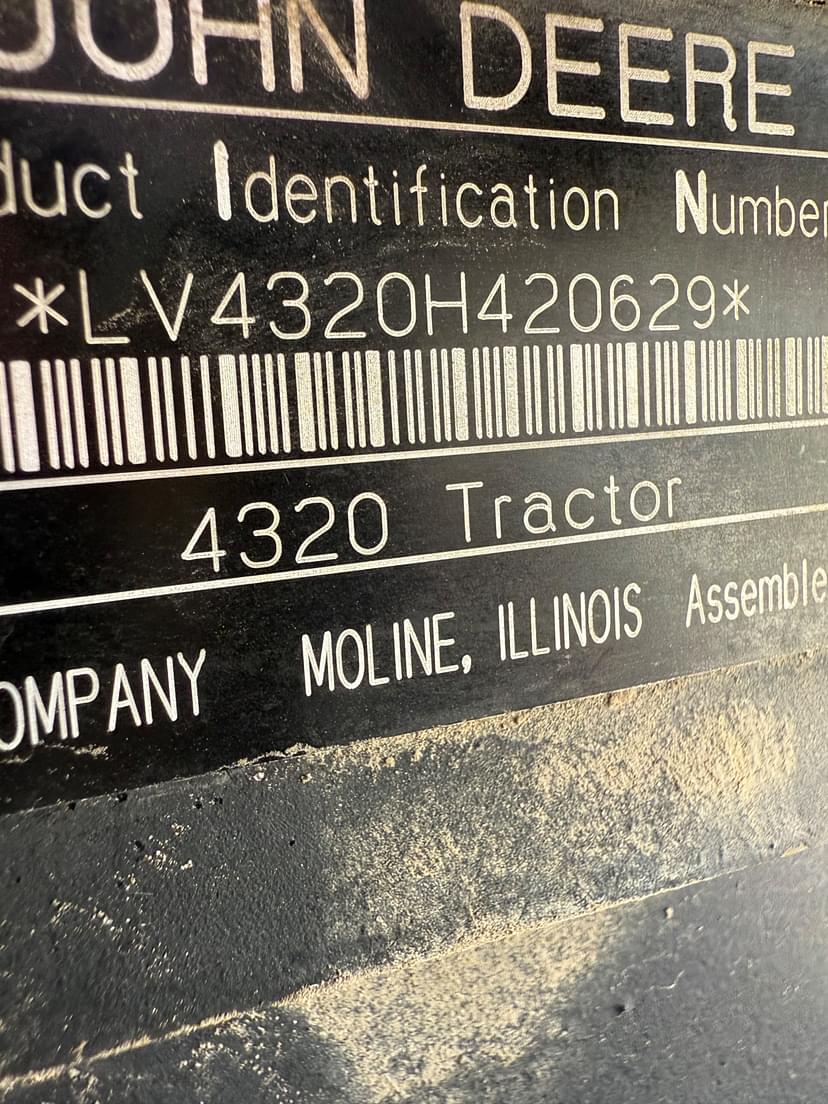 JOHN DEERE
duct Identification Number
*LV4320H420629*
4320 Tractor
OMPANY MOLINE, ILLINOIS Assemble